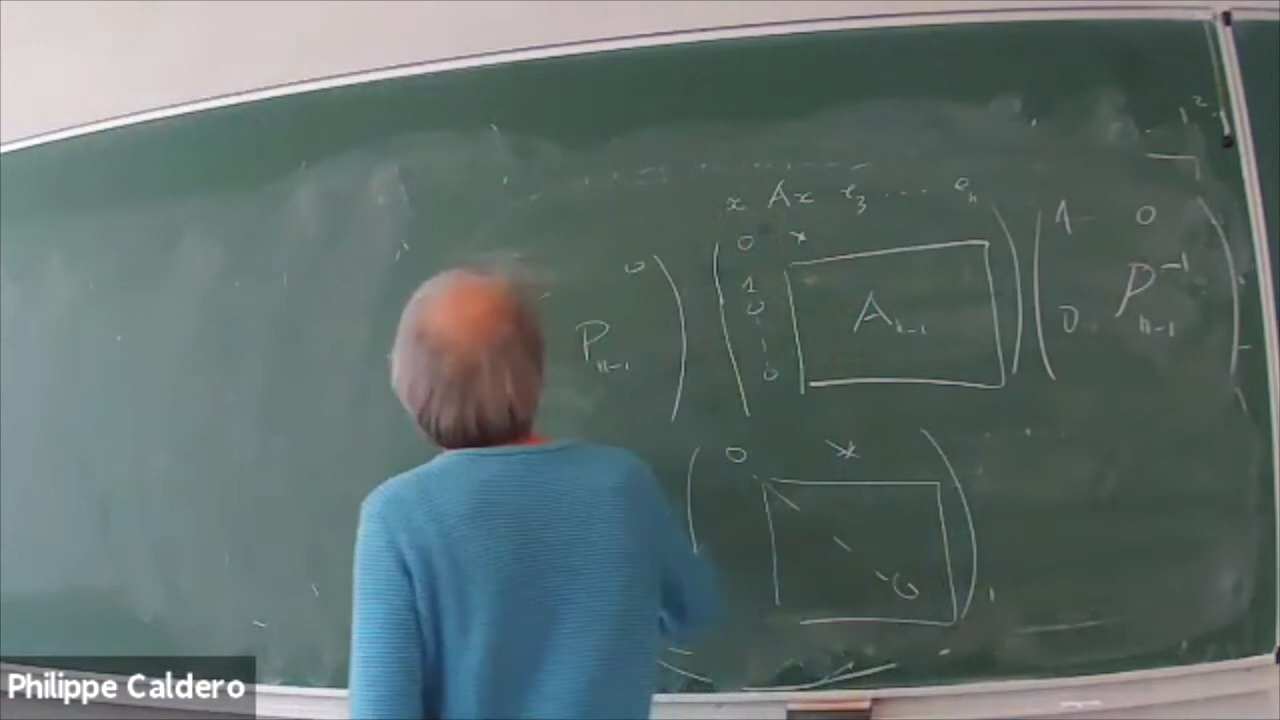 x Ax e₃ .... eₙ
0 *
1 0
1
0
0
Pₙ₋₁
Aₙ₋₁
0 Pₙ₋₁⁻¹
0
0 *
0
Philippe Caldero